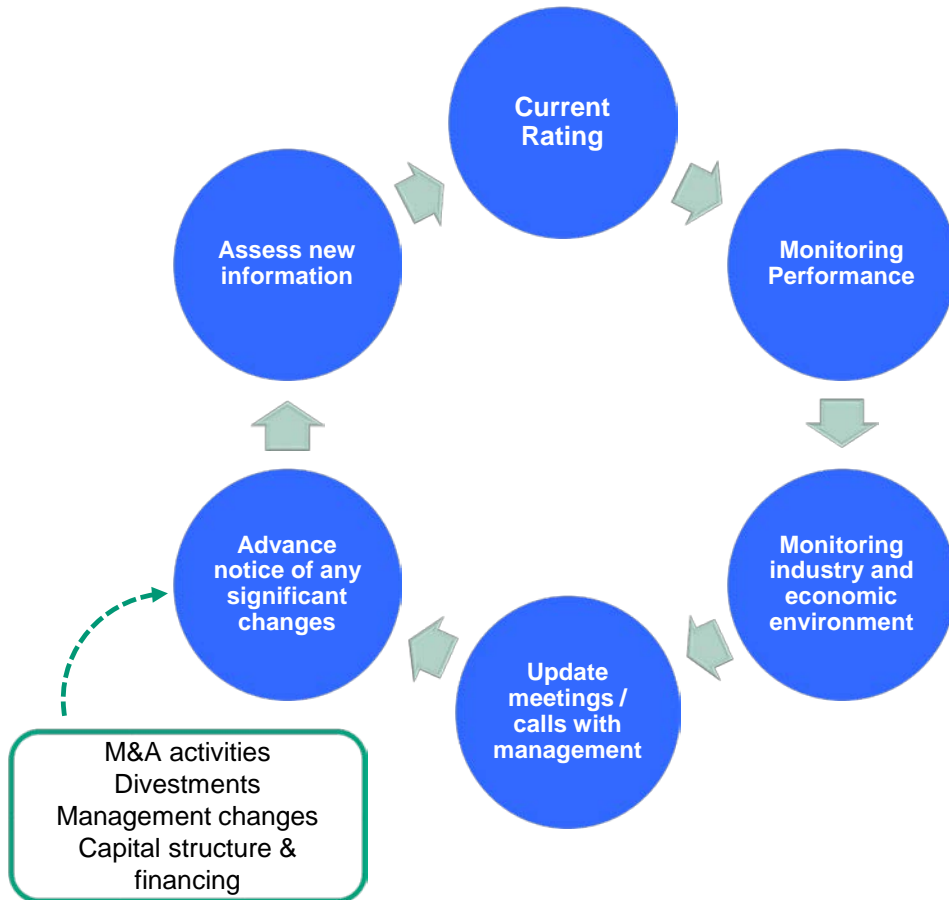 Current
Rating
Monitoring
Performance
Monitoring
industry and
economic
environment
Update
meetings /
calls with
management
Advance
notice of any
significant
changes
Assess new
information
M&A activities
Divestments
Management changes
Capital structure &
financing